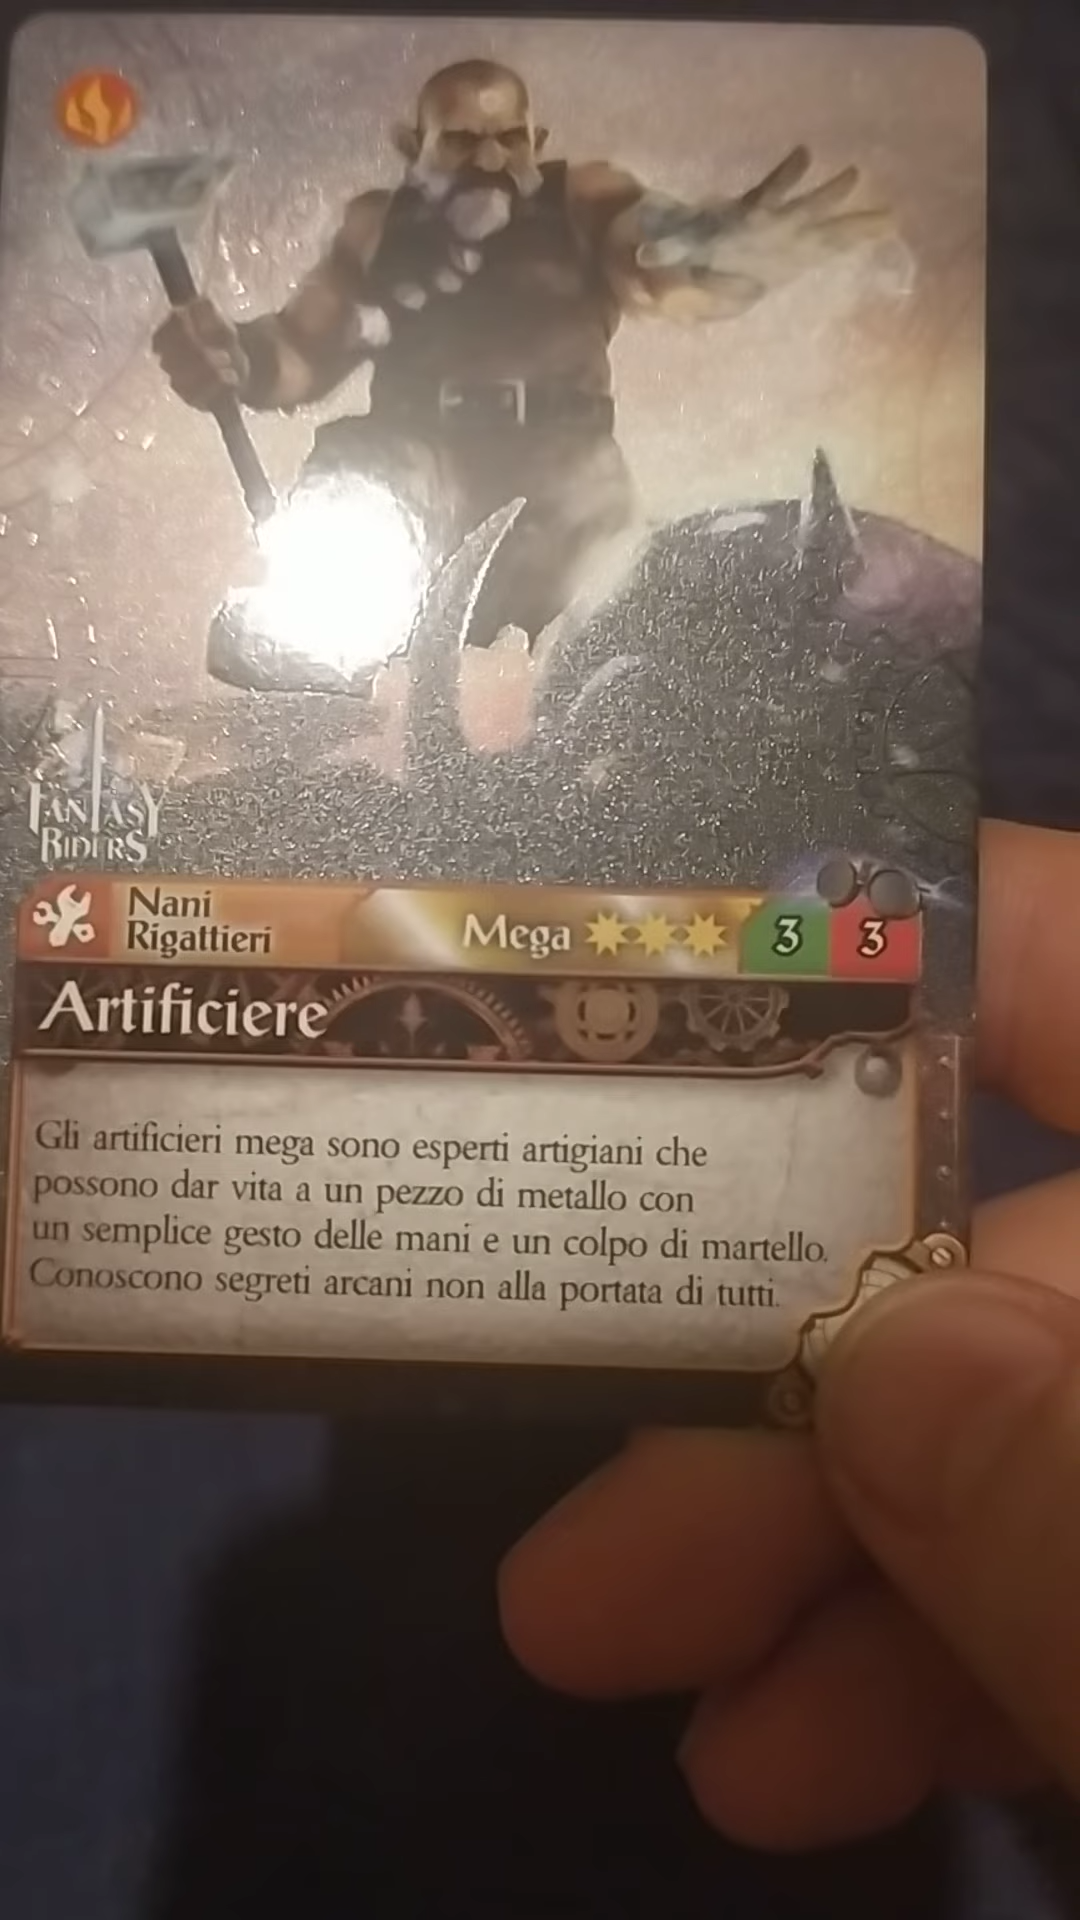 FANTASY
RIDERS
Nani
Rigattieri
Mega
3
3
Artificiere
Gli artificieri mega sono esperti artigiani che
possono dar vita a un pezzo di metallo con
un semplice gesto delle mani e un colpo di martello.
Conoscono segreti arcani non alla portata di tutti.